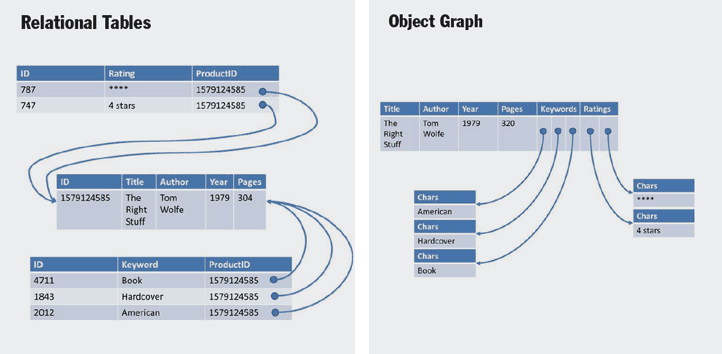 Relational Tables
ID Rating ProductID
787 **** 1579124585
747 4 stars 1579124585
ID Title Author Year Pages
1579124585 The Tom 1979 304
Right Wolfe
Stuff
ID Keyword ProductID
4711 Book 1579124585
1843 Hardcover 1579124585
2012 American 1579124585
Object Graph
Title Author Year Pages Keywords Ratings
The Tom 1979 320
Right Wolfe
Stuff
Chars
American
Chars
Hardcover
Chars
Book
Chars
****
Chars
4 stars